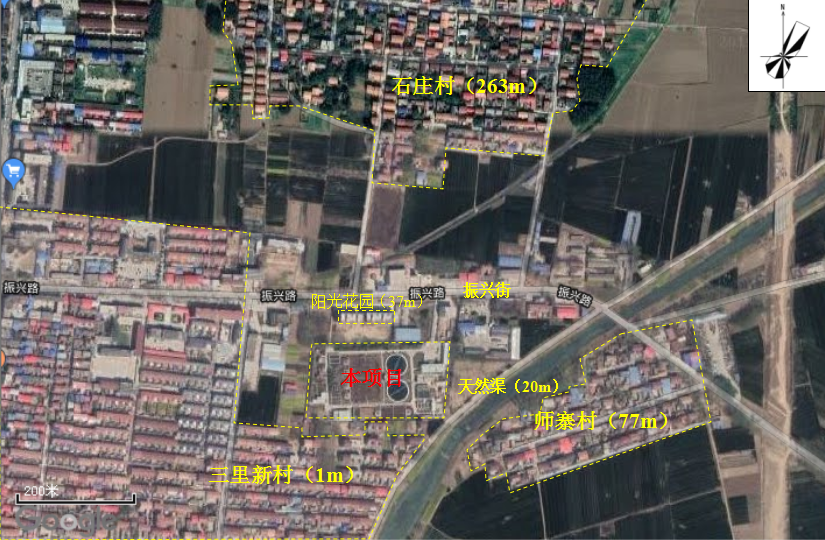 N
石庄村（263m）
振兴路
振兴路
阳光花园（37m）
振兴路
振兴街
振兴路
本项目
天然渠（20m）
师寨村（77m）
三里新村（1m）
200米
Google